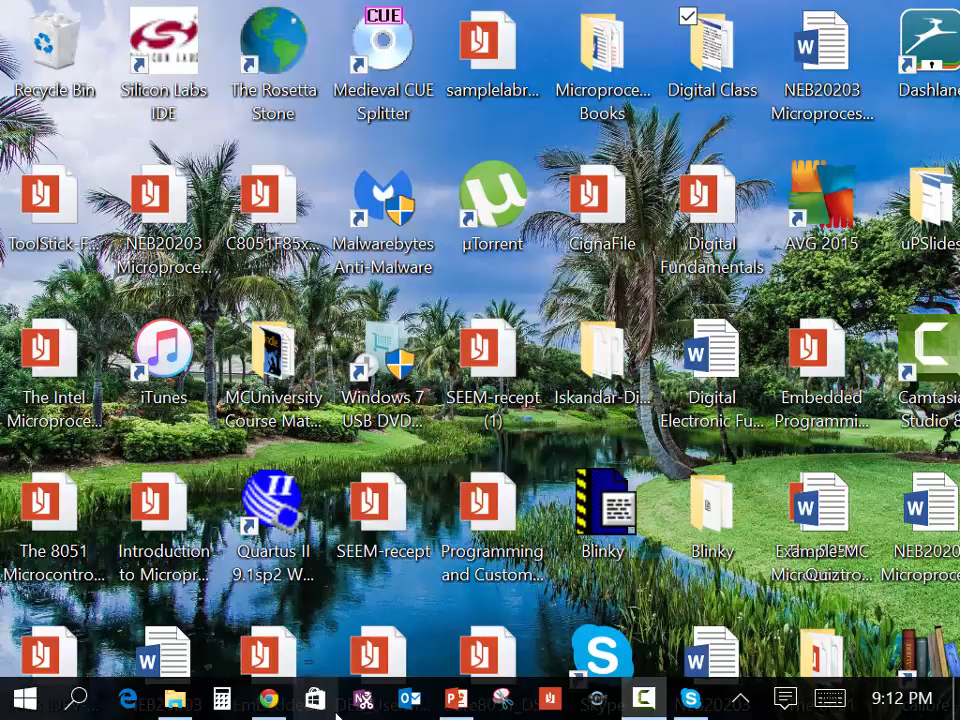 CUE
Recycle Bin
Silicon Labs
IDE
The Rosetta
Stone
Medieval CUE
Splitter
samplelabr...
Microproce...
Books
Digital Class
NEB20203
Microproces...
Dashlane
ToolStick-F...
NEB20203
Microproce...
C8051F85x...
Malwarebytes
Anti-Malware
µTorrent
CignaFile
Digital
Fundamentals
AVG 2015
uPSlides
The Intel
Microproce...
iTunes
MCUniversity
Course Mat...
Windows 7
USB DVD...
SEEM-recept
(1)
Iskandar-Di...
Digital
Electronic Fu...
Embedded
Programmi...
Camtasia
Studio 8
The 8051
Microcontro...
Introduction
to Micropr...
Quartus II
9.1sp2 W...
SEEM-recept
Programming
and Custom...
Blinky
Blinky
NEB2020
Microproce
9:12 PM